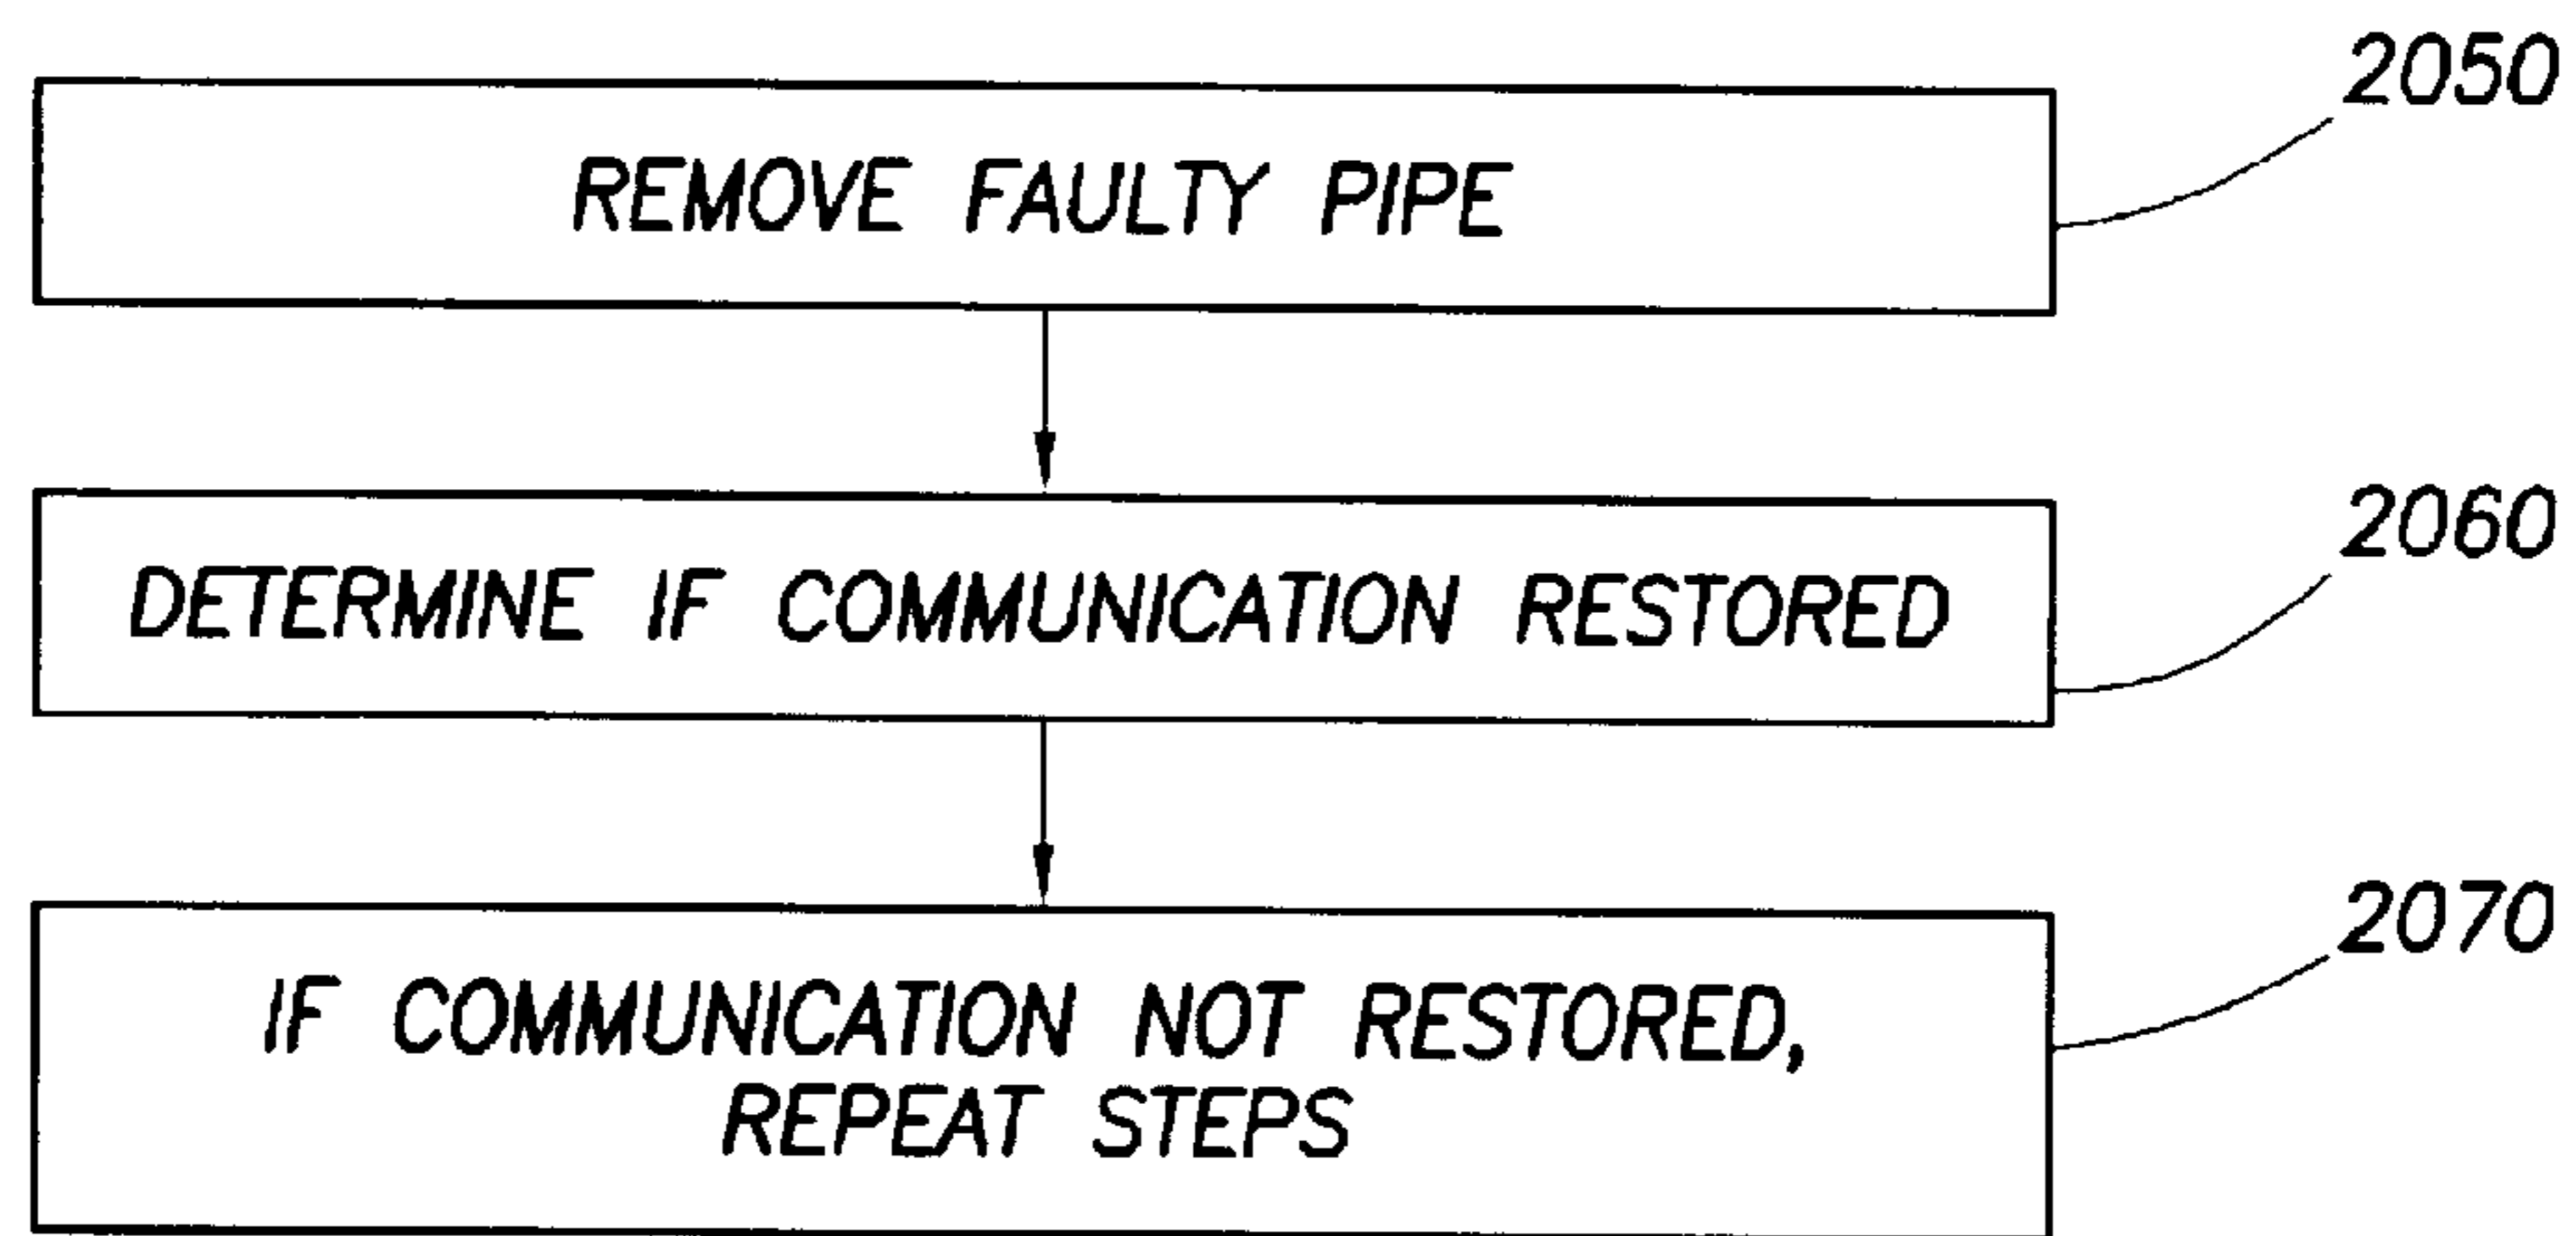 2050
REMOVE FAULTY PIPE
2060
DETERMINE IF COMMUNICATION RESTORED
2070
IF COMMUNICATION NOT RESTORED,
REPEAT STEPS